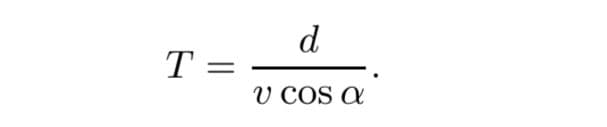 T = d / (v cos α).